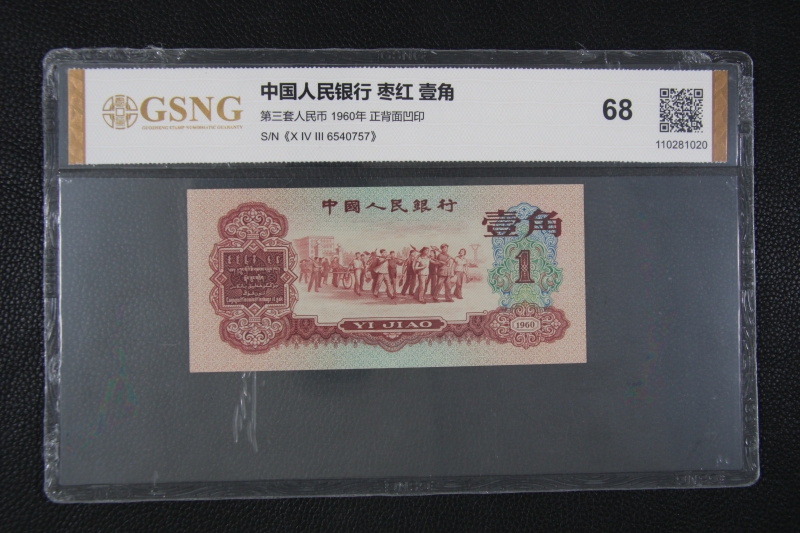 GSNG
中国人民银行 枣红 壹角
第三套人民币 1960年 正背面凹印
S/N《X IV III 6540757》
68
110281020
中國人民銀行
壹角
1
YI JIAO
1960